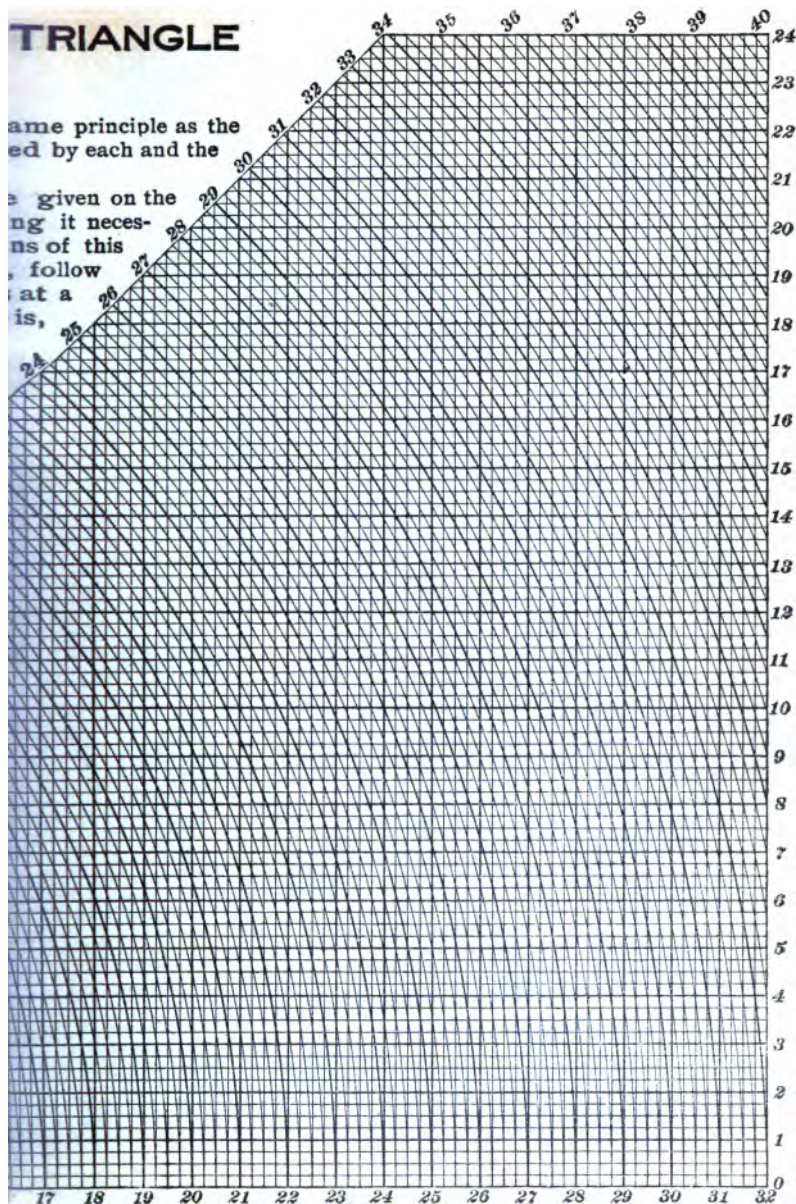 TRIANGLE
ame principle as the
ed by each and the
e given on the
ng it neces-
ns of this
, follow
s at a
is,
24 25 26 27 28 29 30 31 32 33 34 35 36 37 38 39 40
24
23
22
21
20
19
18
17
16
15
14
13
12
11
10
9
8
7
6
5
4
3
2
1
0
17 18 19 20 21 22 23 24 25 26 27 28 29 30 31 32